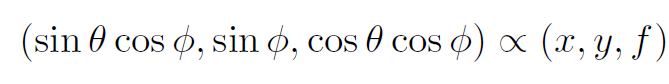 (sin θ cos ϕ, sin ϕ, cos θ cos ϕ) ∝ (x, y, f)